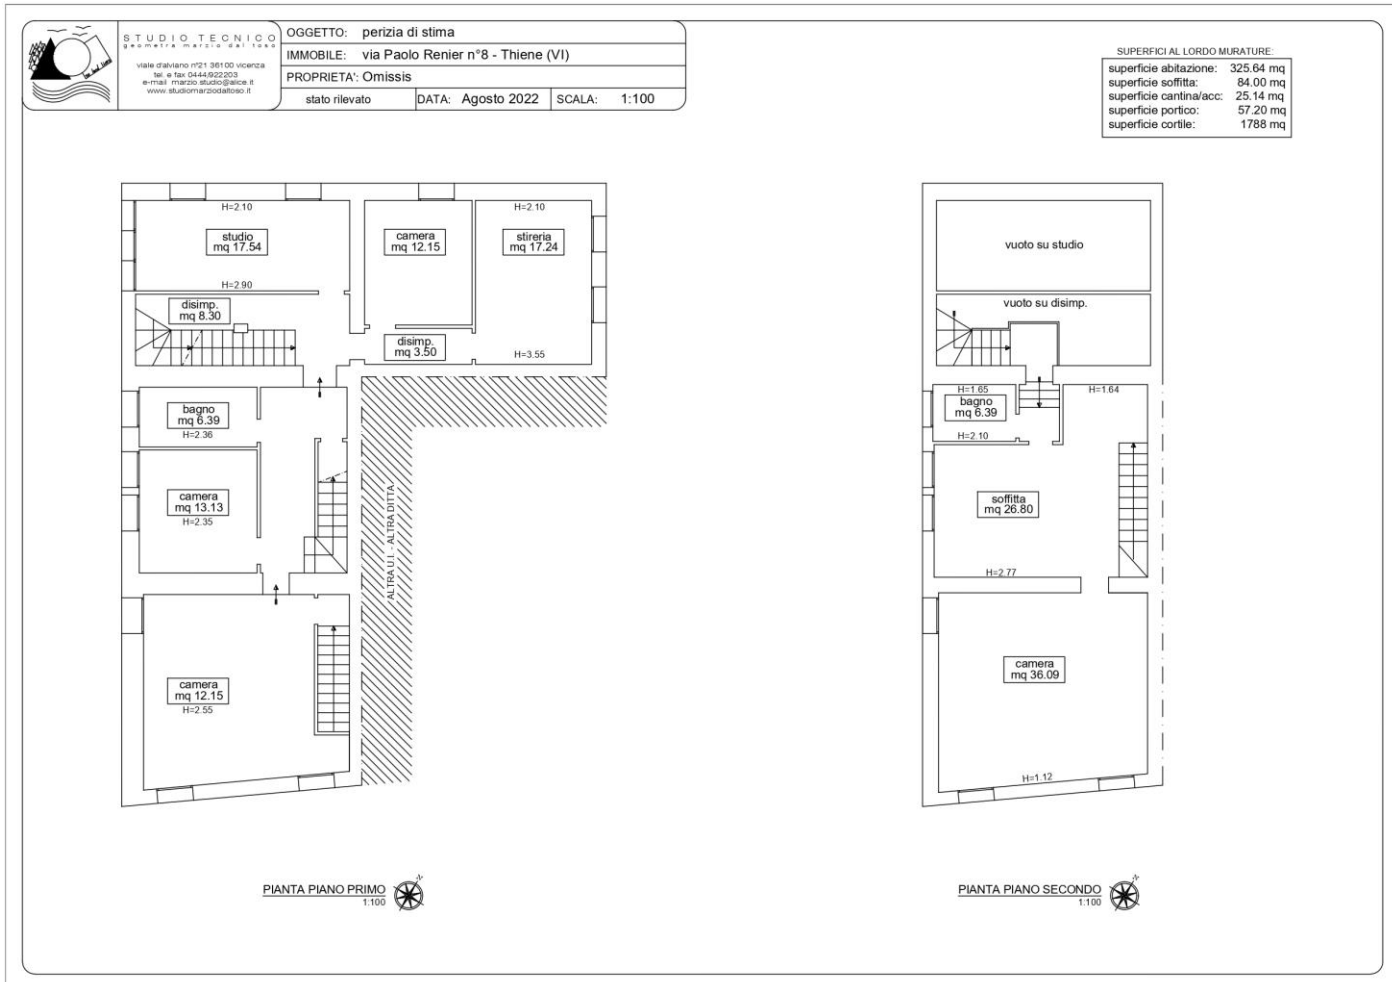 STUDIO TECNICO
geometra marzio dal toso
viale d'alviano n°21 36100 vicenza
tel. e fax 0444/922203
e-mail marzio.studio@alice.it
www.studiomarziodaltoso.it
OGGETTO: perizia di stima
IMMOBILE: via Paolo Renier n°8 - Thiene (VI)
PROPRIETA': Omissis
stato rilevato DATA: Agosto 2022 SCALA: 1:100
SUPERFICI AL LORDO MURATURE:
superficie abitazione: 325.64 mq
superficie soffitta: 84.00 mq
superficie cantina/acc: 25.14 mq
superficie portico: 57.20 mq
superficie cortile: 1788 mq
H=2.10
studio
mq 17.54
H=2.90
camera
mq 12.15
H=2.10
stireria
mq 17.24
H=3.55
disimp.
mq 8.30
disimp.
mq 3.50
bagno
mq 6.39
H=2.36
camera
mq 13.13
H=2.35
ALTRA U.I. - ALTRA DITTA
camera
mq 12.15
H=2.55
PIANTA PIANO PRIMO
1:100
N
vuoto su studio
vuoto su disimp.
H=1.65
bagno
mq 6.39
H=2.10
H=1.64
soffitta
mq 26.80
H=2.77
camera
mq 36.09
H=1.12
PIANTA PIANO SECONDO
1:100
N